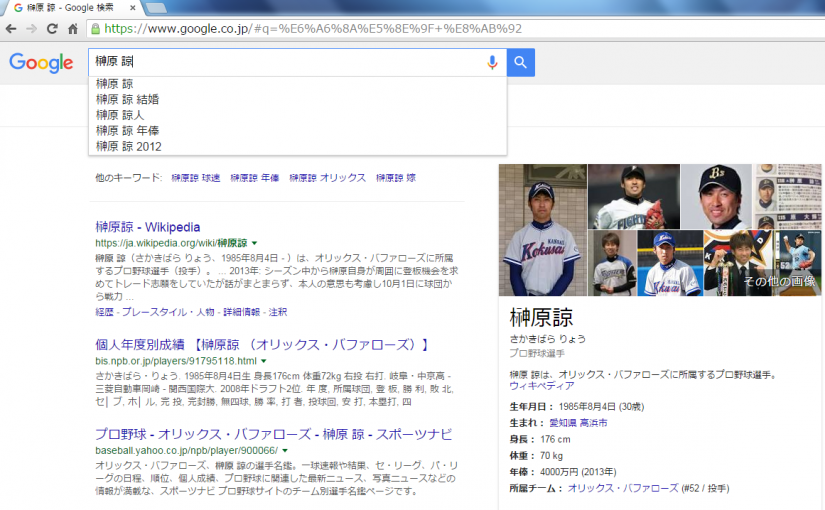 榊原 諒 - Google 検索
https://www.google.co.jp/#q=%E6%A6%8A%E5%8E%9F+%E8%AB%92
Google
榊原 諒
榊原 諒
榊原 諒 結婚
榊原 諒人
榊原 諒 年俸
榊原 諒 2012
他のキーワード: 榊原諒 球速 榊原諒 年俸 榊原諒 オリックス 榊原諒 嫁
榊原諒 - Wikipedia
https://ja.wikipedia.org/wiki/榊原諒
榊原 諒（さかきばら りょう、1985年8月4日 - ）は、オリックス・バファローズに所属
するプロ野球選手（投手）。 ... 2013年: シーズン中から榊原自身が周囲に登板機会を求
めてトレード志願をしていたが話がまとまらず、本人の意思も考慮し10月1日に球団か
ら戦力 ...
経歴 - プレースタイル・人物 - 詳細情報 - 注釈
個人年度別成績 【榊原諒 （オリックス・バファローズ）】
bis.npb.or.jp/players/91795118.html
さかきばら・りょう. 1985年8月4日生 身長176cm 体重72kg 右投 右打. 岐阜・中京高 -
三菱自動車岡崎 - 関西国際大. 2008年ドラフト2位. 年 度, 所属球団, 登 板, 勝 利, 敗 北,
セ│ブ, ホ│ル, 完 投, 完封勝, 無四球, 勝 率, 打 者, 投球回, 安 打, 本塁打, 四
プロ野球 - オリックス・バファローズ - 榊原 諒 - スポーツナビ
baseball.yahoo.co.jp/npb/player/900066/
オリックス・バファローズ、榊原 諒の選手名鑑。一球速報や結果、セ・リーグ、パ・リ
ーグの日程、順位、個人成績、プロ野球に関連した最新ニュース、写真ニュースなどの
情報が満載な、スポーツナビ プロ野球サイトのチーム別選手名鑑ページです。
KANSAI
Kokusai
その他の画像
榊原諒
さかきばら りょう
プロ野球選手
榊原 諒は、オリックス・バファローズに所属するプロ野球選手。
ウィキペディア
生年月日： 1985年8月4日 (30歳)
生まれ： 愛知県 高浜市
身長： 176 cm
体重： 70 kg
年俸： 4000万円 (2013年)
所属チーム： オリックス・バファローズ (#52 / 投手)